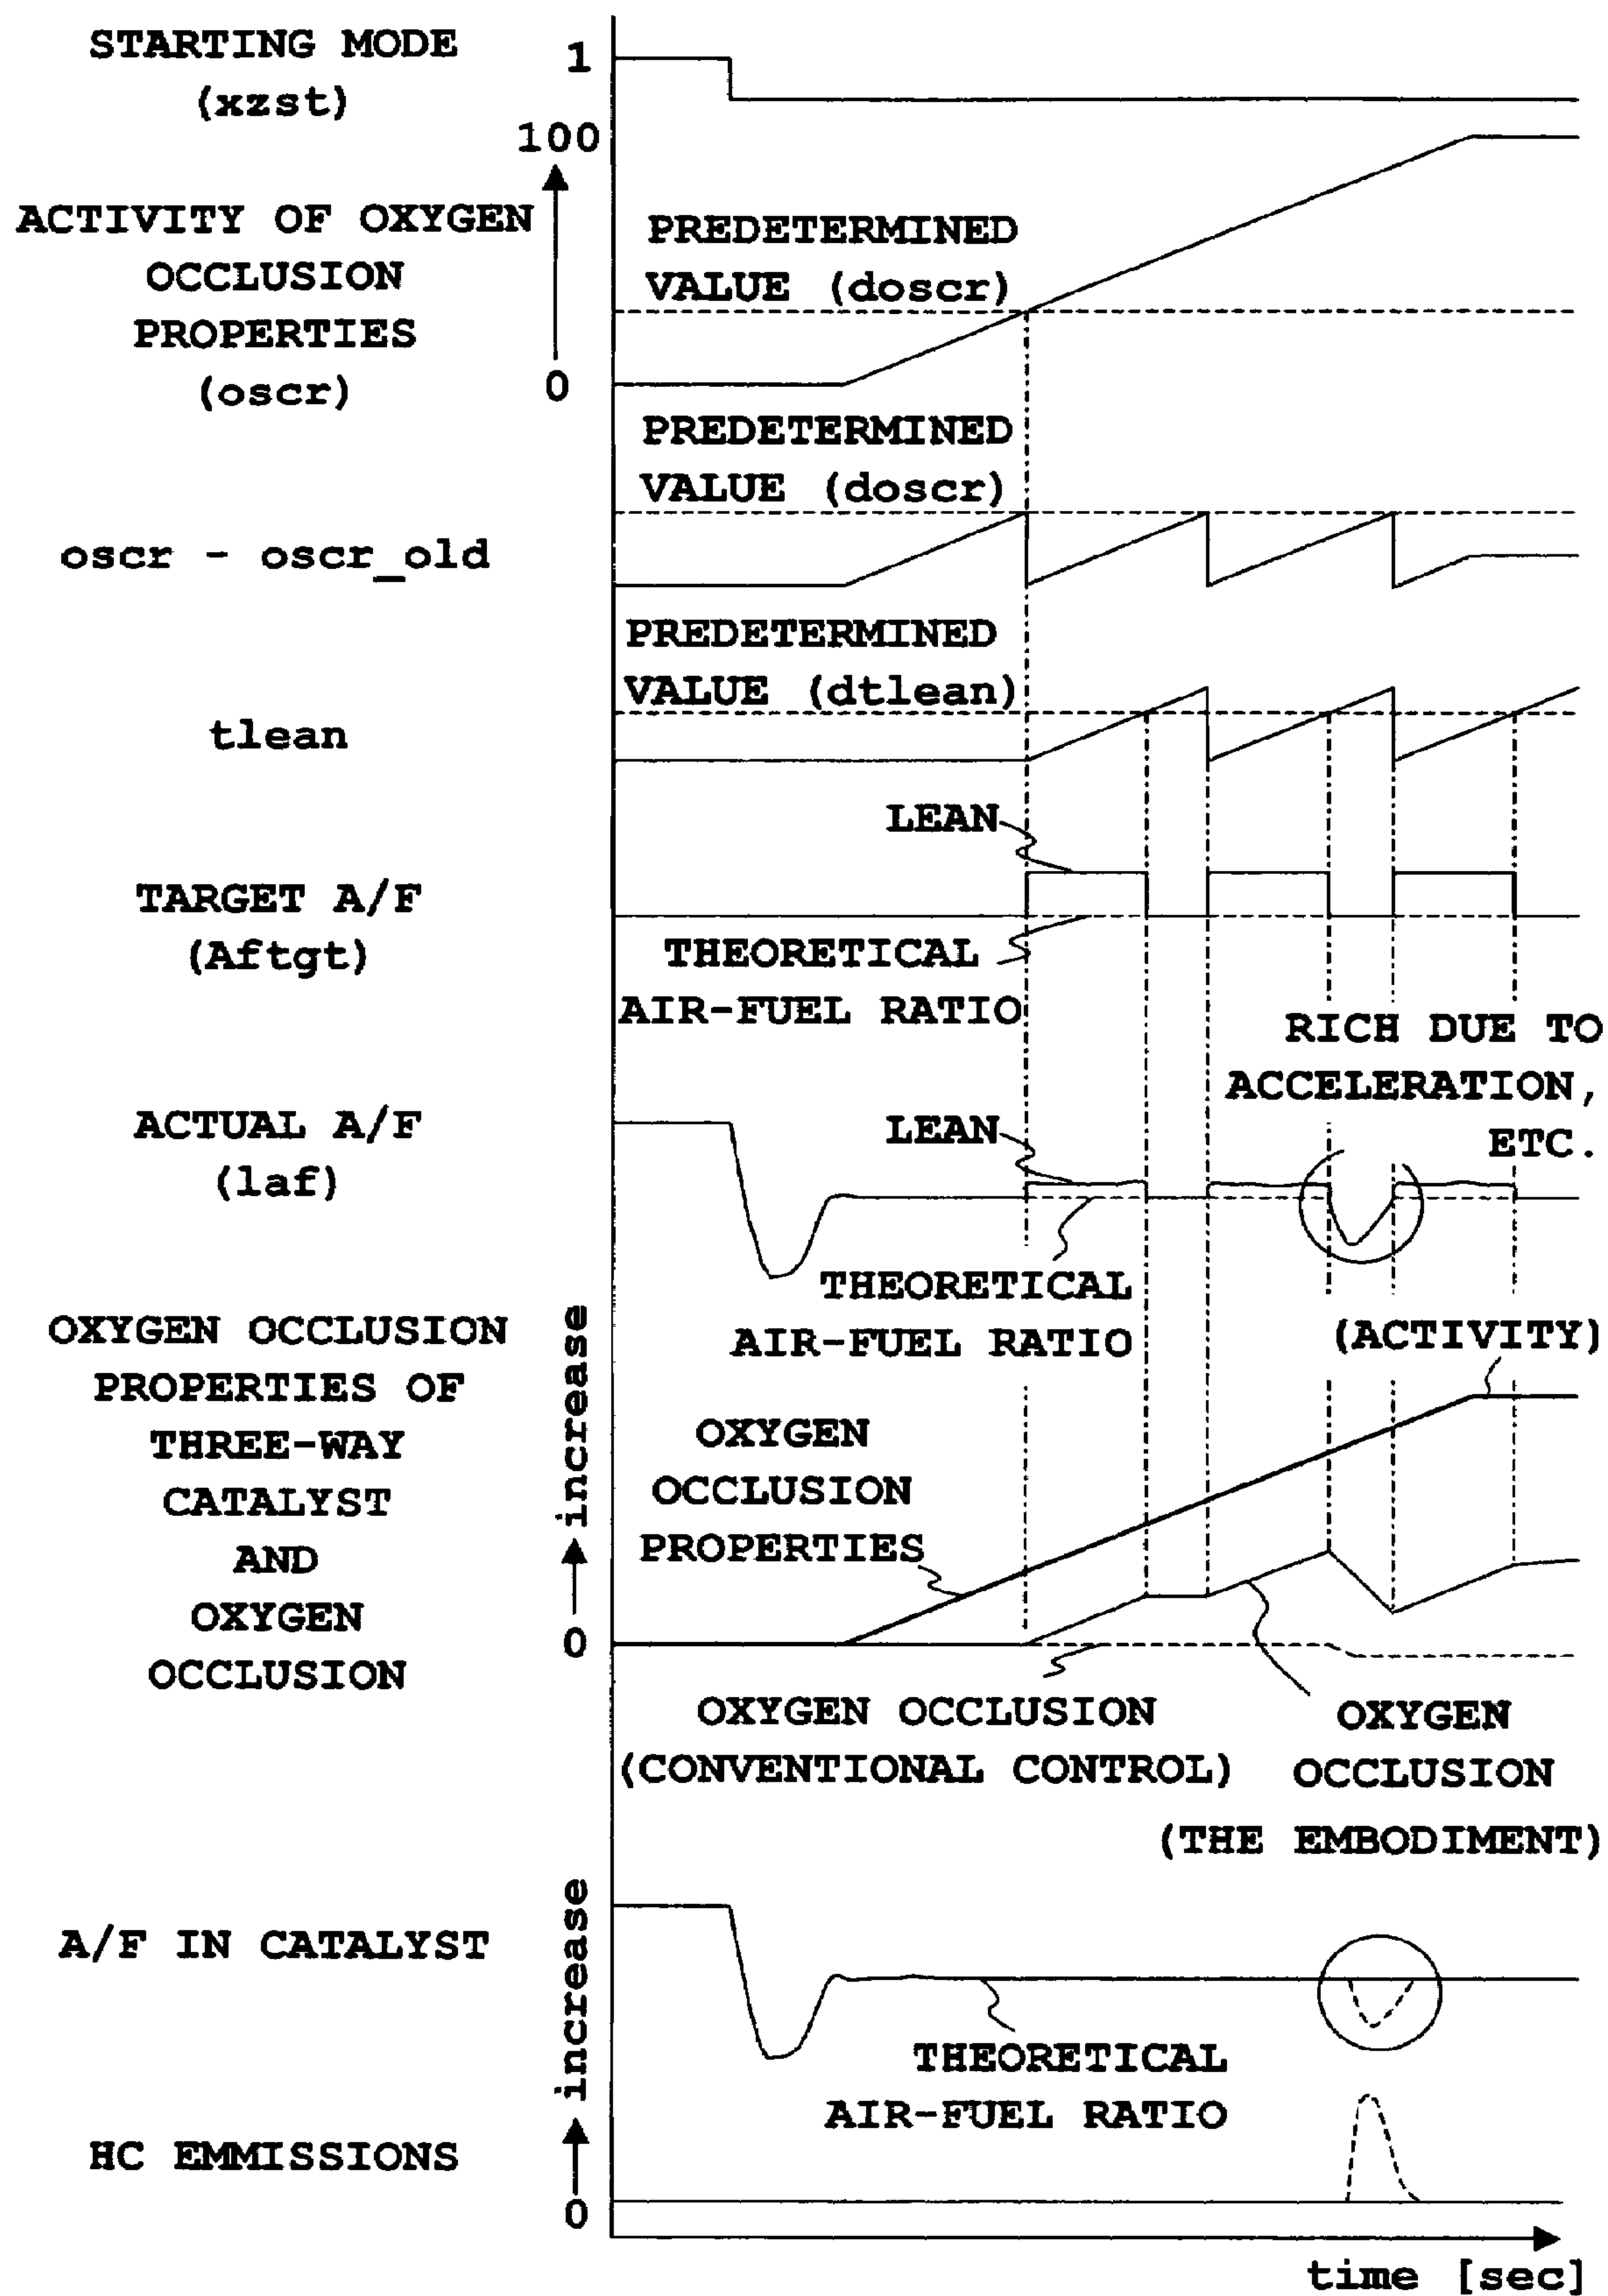 STARTING MODE
(xzst)
1
100
ACTIVITY OF OXYGEN
OCCLUSION
PROPERTIES
(oscr)
0
PREDETERMINED
VALUE (doscr)
PREDETERMINED
VALUE (doscr)
oscr - oscr_old
PREDETERMINED
VALUE (dtlean)
tlean
LEAN
TARGET A/F
(Aftgt)
THEORETICAL
AIR-FUEL RATIO
RICH DUE TO
ACCELERATION,
ETC.
ACTUAL A/F
(laf)
LEAN
THEORETICAL
AIR-FUEL RATIO
(ACTIVITY)
OXYGEN OCCLUSION
PROPERTIES OF
THREE-WAY
CATALYST
AND
OXYGEN
OCCLUSION
increase
0
OXYGEN
OCCLUSION
PROPERTIES
OXYGEN OCCLUSION
(CONVENTIONAL CONTROL)
OXYGEN
OCCLUSION
(THE EMBODIMENT)
A/F IN CATALYST
increase
0
THEORETICAL
AIR-FUEL RATIO
HC EMMISSIONS
time [sec]